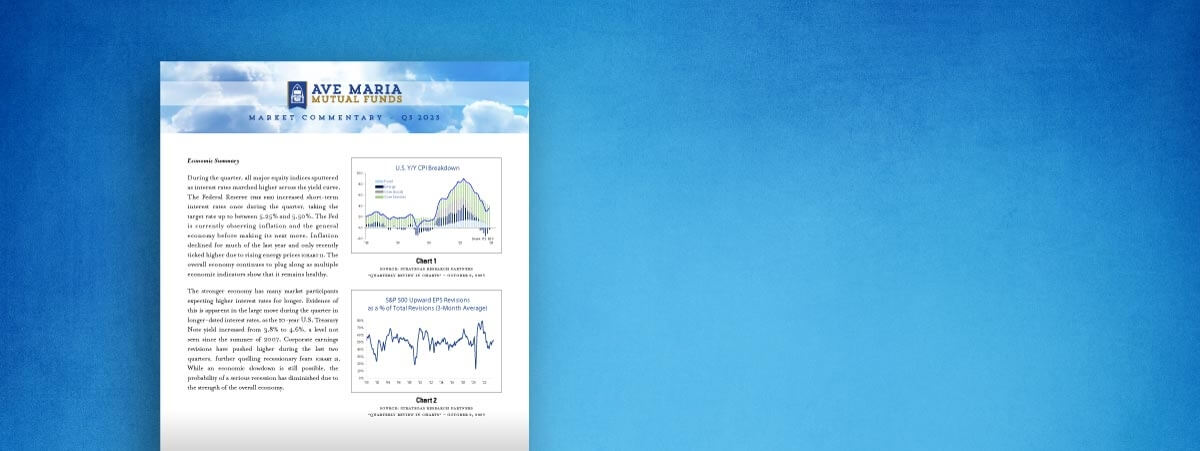 AVE MARIA
MUTUAL FUNDS
MARKET COMMENTARY – Q3 2023
Economic Summary
During the quarter, all major equity indices sputtered
as interest rates marched higher across the yield curve.
The Federal Reserve (THE FED) increased short-term
interest rates once during the quarter, taking the
target rate up to between 5.25% and 5.50%. The Fed
is currently observing inflation and the general
economy before making its next move. Inflation
declined for much of the last year and only recently
ticked higher due to rising energy prices (CHART 1). The
overall economy continues to plug along as multiple
economic indicators show that it remains healthy.
The stronger economy has many market participants
expecting higher interest rates for longer. Evidence of
this is apparent in the large move during the quarter in
longer-dated interest rates, as the 10-year U.S. Treasury
Note yield increased from 3.8% to 4.6%, a level not
seen since the summer of 2007. Corporate earnings
revisions have pushed higher during the last two
quarters, further quelling recessionary fears (CHART 2).
While an economic slowdown is still possible, the
probability of a serious recession has diminished due to
the strength of the overall economy.
U.S. Y/Y CPI Breakdown
Chart 1
SOURCE: STRATEGAS RESEARCH PARTNERS
"QUARTERLY REVIEW IN CHARTS" – OCTOBER 2, 2023
S&P 500 Upward EPS Revisions
as a % of Total Revisions (3-Month Average)
80%
70%
60%
50%
40%
30%
20%
10%
0%
Chart 2
SOURCE: STRATEGAS RESEARCH PARTNERS
"QUARTERLY REVIEW IN CHARTS" – OCTOBER 2, 2023